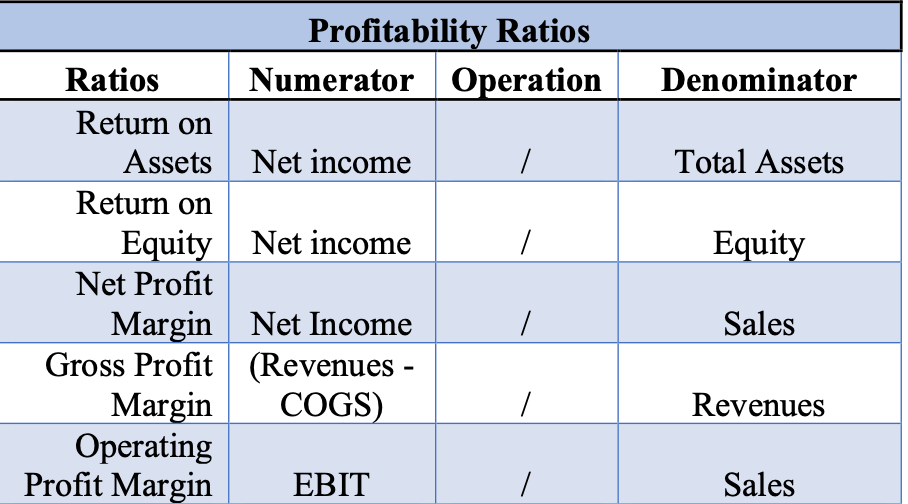 Profitability Ratios
Ratios Numerator Operation Denominator
Return on
Assets Net income / Total Assets
Return on
Equity Net income / Equity
Net Profit
Margin Net Income / Sales
Gross Profit (Revenues -
Margin COGS) / Revenues
Operating
Profit Margin EBIT / Sales